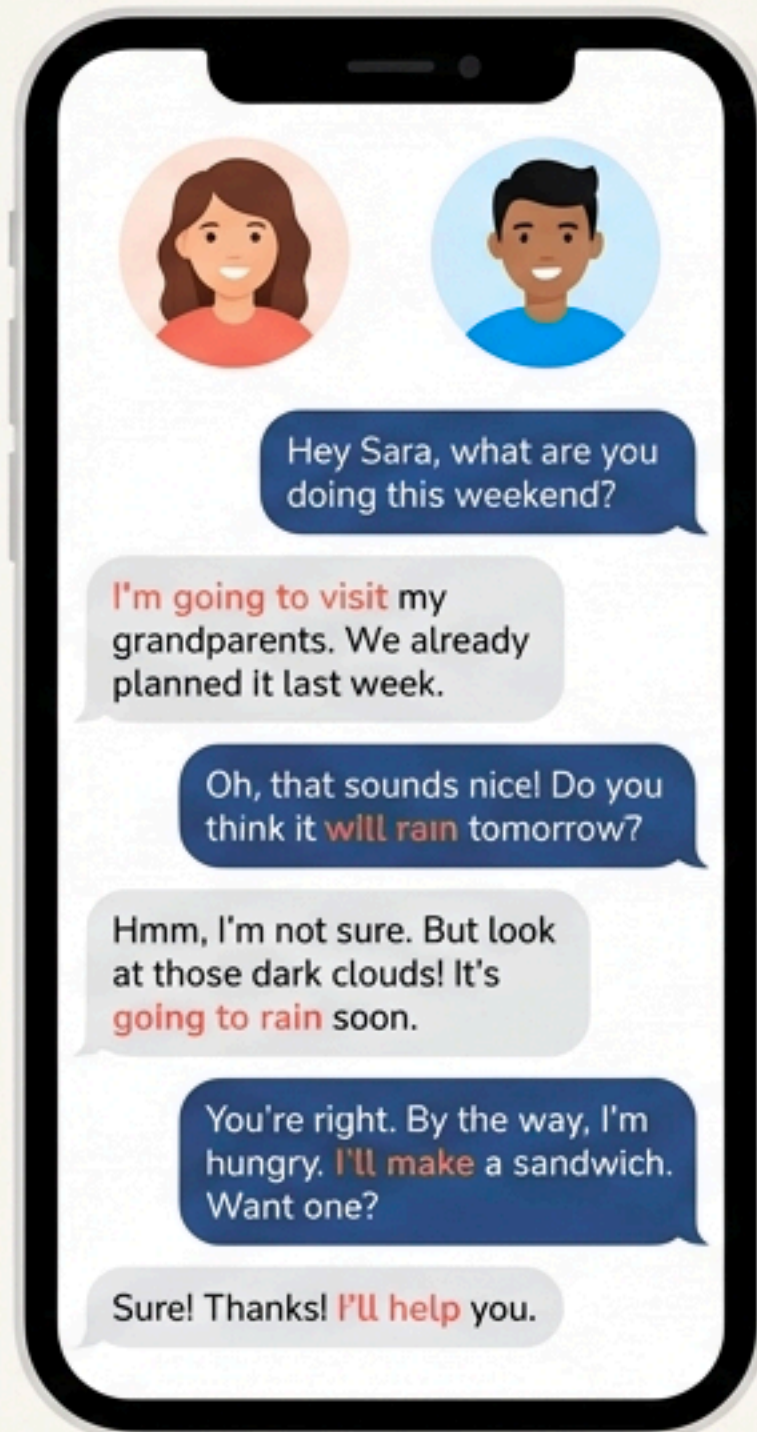 Hey Sara, what are you
doing this weekend?
I'm going to visit my
grandparents. We already
planned it last week.
Oh, that sounds nice! Do you
think it will rain tomorrow?
Hmm, I'm not sure. But look
at those dark clouds! It's
going to rain soon.
You're right. By the way, I'm
hungry. I'll make a sandwich.
Want one?
Sure! Thanks! I'll help you.